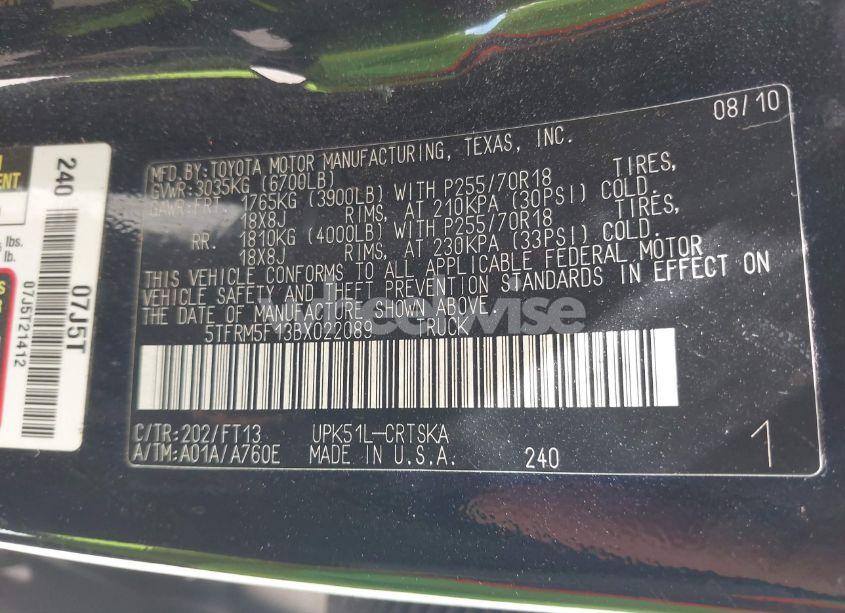 08/10
MFD.BY:TOYOTA MOTOR MANUFACTURING, TEXAS, INC.
GVWR:3035KG (6700LB)
GAWR:FRT. 1765KG (3900LB) WITH P255/70R18 TIRES,
18X8J RIMS, AT 210KPA (30PSI) COLD.
RR. 1810KG (4000LB) WITH P255/70R18 TIRES,
18X8J RIMS, AT 230KPA (33PSI) COLD.
THIS VEHICLE CONFORMS TO ALL APPLICABLE FEDERAL MOTOR
VEHICLE SAFETY AND THEFT PREVENTION STANDARDS IN EFFECT ON
THE DATE OF MANUFACTURE SHOWN ABOVE.
5TFRM5F13BX022089 TRUCK
C/TR:202/FT13 UPK51L-CRTSKA
A/TM:A01A/A760E MADE IN U.S.A. 240
1
240
07J5T
07J5T21412
lbs.
lb.
wheelwise